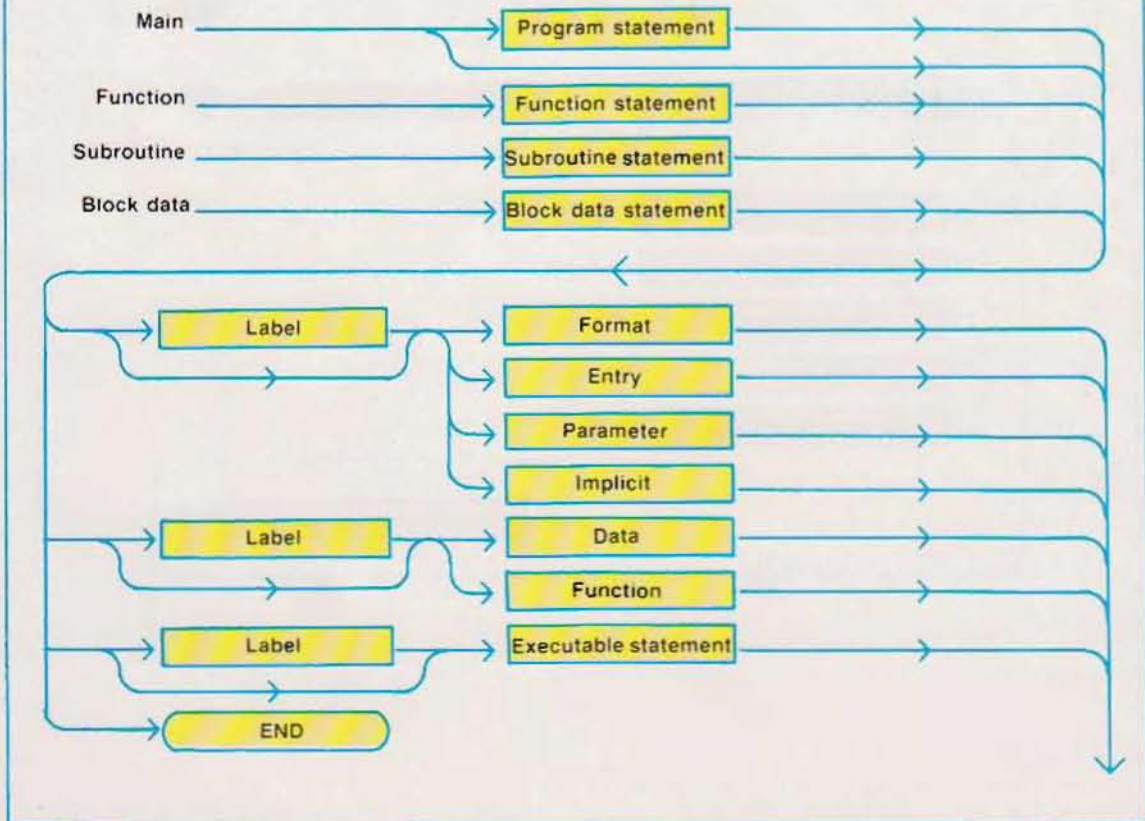 Main
Program statement
Function
Function statement
Subroutine
Subroutine statement
Block data
Block data statement
Label
Format
Entry
Parameter
Implicit
Label
Data
Function
Label
Executable statement
END